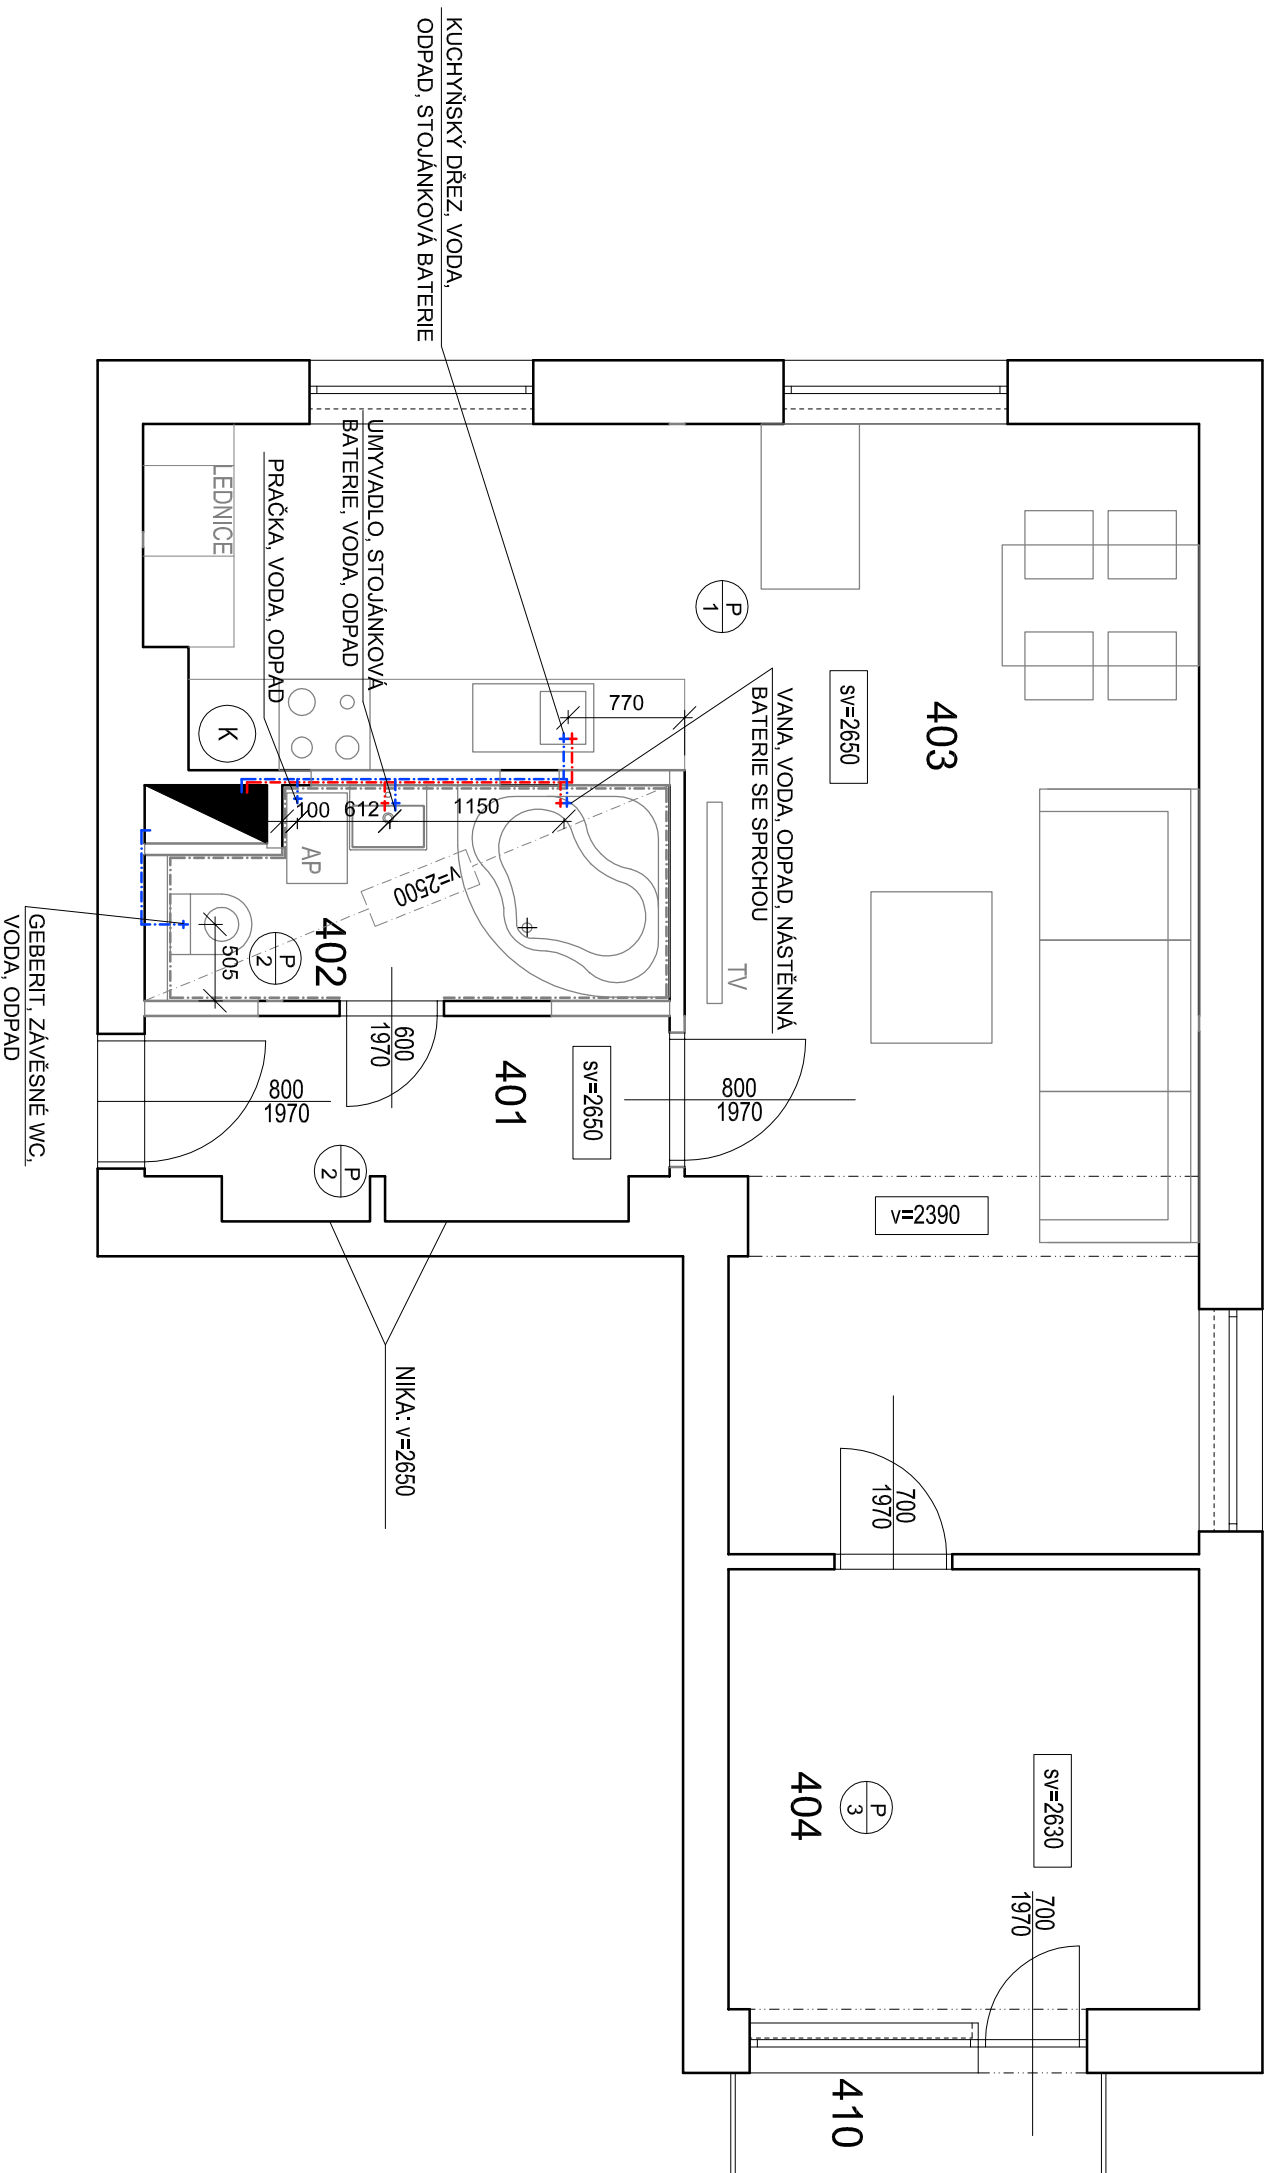 KUCHYŇSKÝ DŘEZ, VODA,
ODPAD, STOJÁNKOVÁ BATERIE
UMYVADLO, STOJÁNKOVÁ
BATERIE, VODA, ODPAD
PRAČKA, VODA, ODPAD
LEDNICE
VANA, VODA, ODPAD, NÁSTĚNNÁ
BATERIE SE SPRCHOU
GEBERIT, ZÁVĚSNÉ WC,
VODA, ODPAD
403
sv=2650
P
1
770
K
100
612
1150
AP
v=2500
402
P
2
505
TV
600
1970
401
sv=2650
800
1970
800
1970
P
2
v=2390
NIKA: v=2650
700
1970
404
P
3
sv=2630
700
1970
410